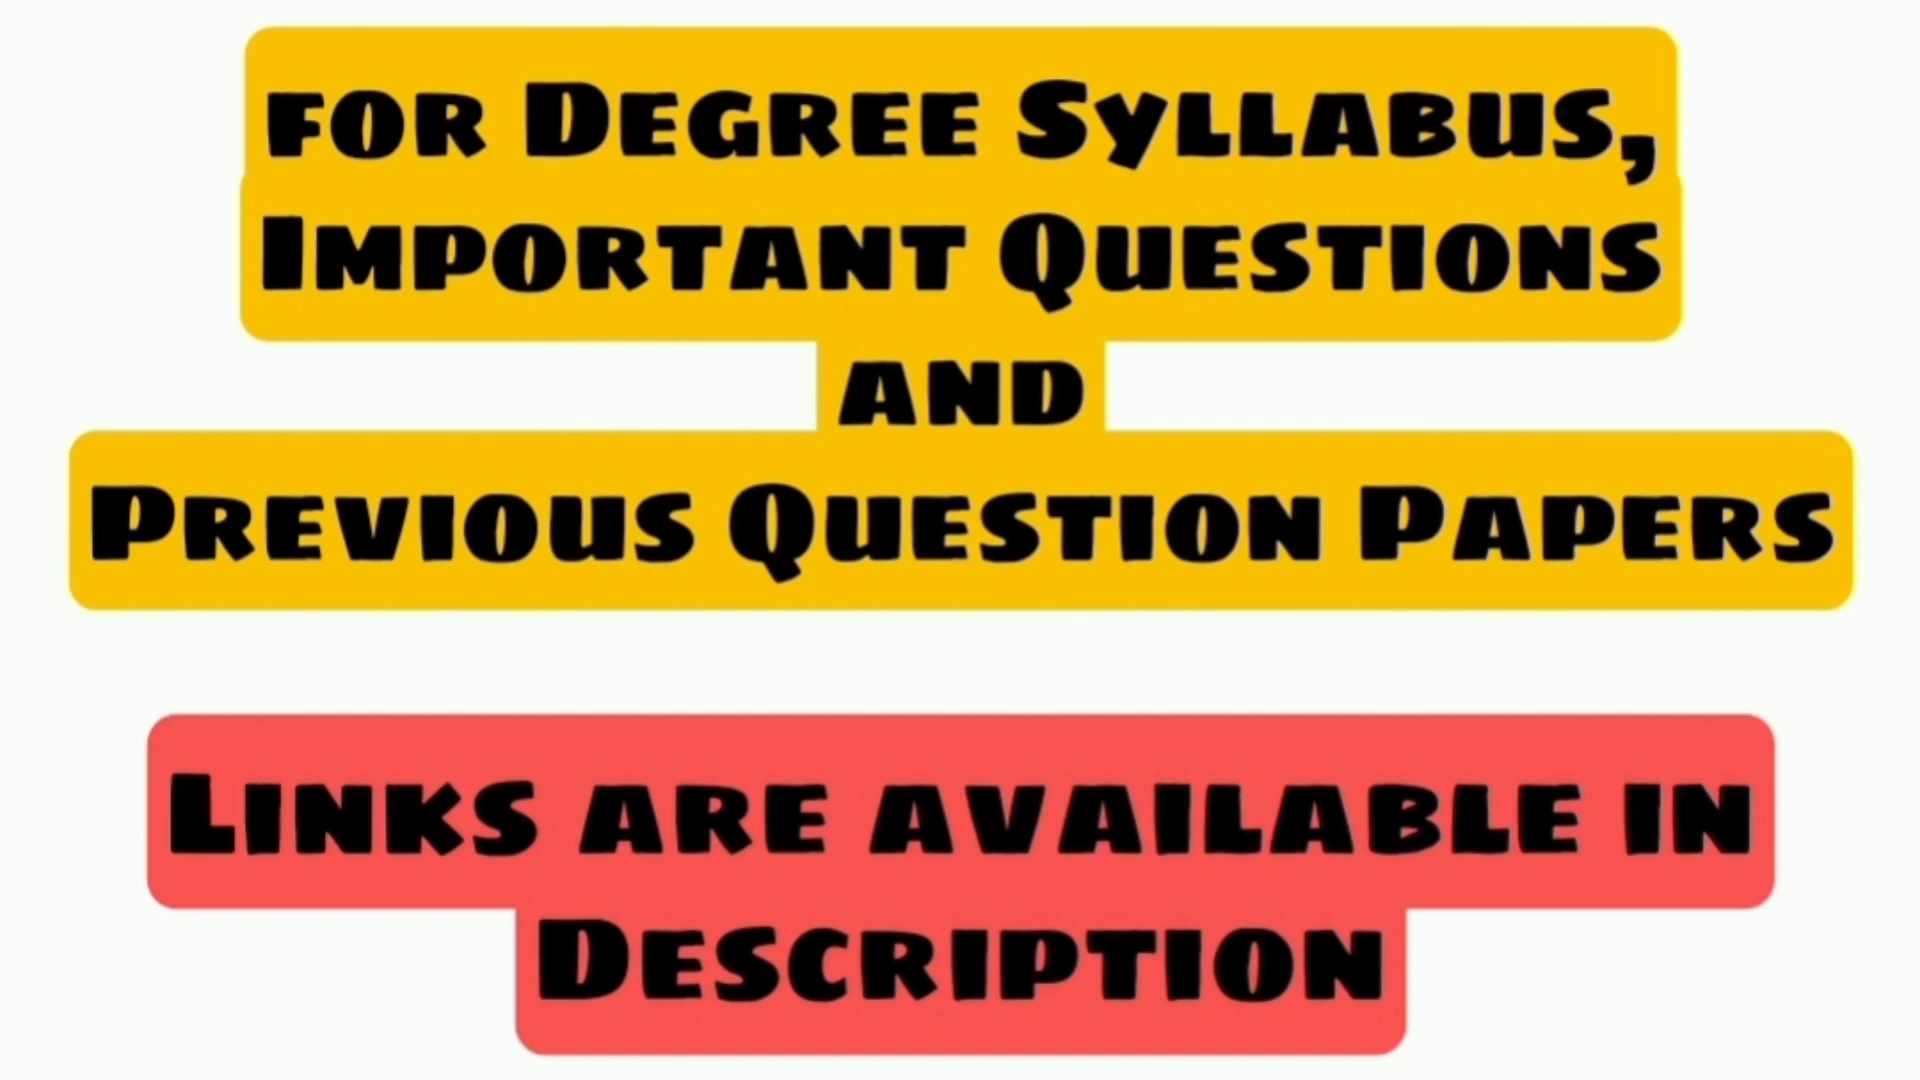 for Degree Syllabus,
Important Questions
and
Previous Question Papers
Links are available in
Description